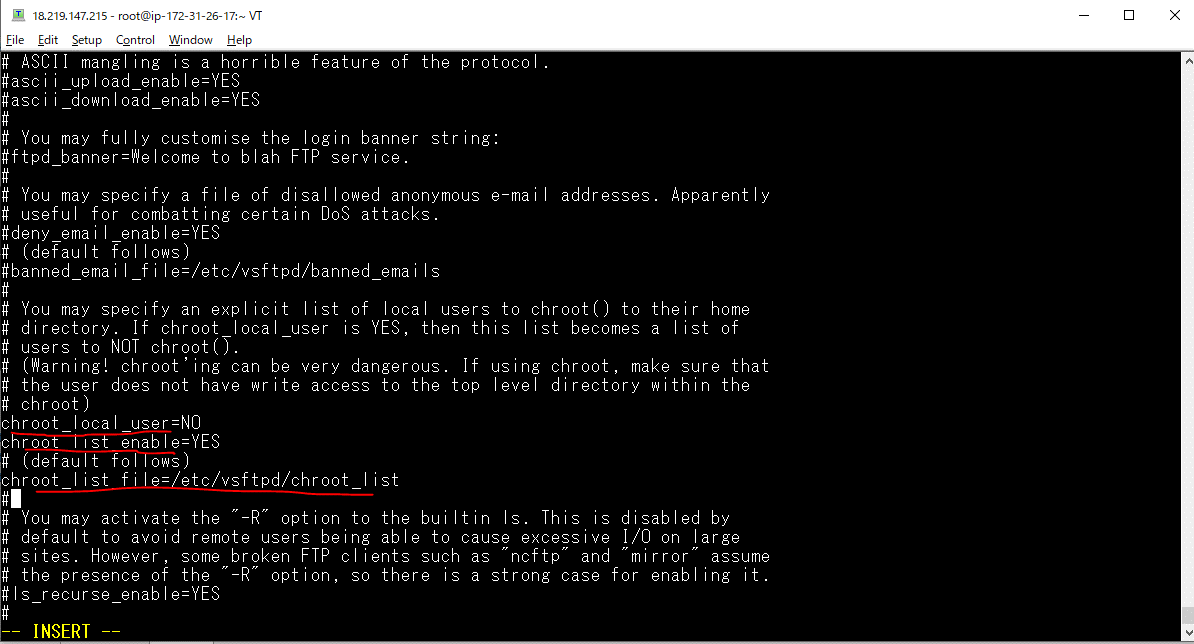 18.219.147.215 - root@ip-172-31-26-17:~ VT
File Edit Setup Control Window Help
# ASCII mangling is a horrible feature of the protocol.
#ascii_upload_enable=YES
#ascii_download_enable=YES
#
# You may fully customise the login banner string:
#ftpd_banner=Welcome to blah FTP service.
#
# You may specify a file of disallowed anonymous e-mail addresses. Apparently
# useful for combatting certain DoS attacks.
#deny_email_enable=YES
# (default follows)
#banned_email_file=/etc/vsftpd/banned_emails
#
# You may specify an explicit list of local users to chroot() to their home
# directory. If chroot_local_user is YES, then this list becomes a list of
# users to NOT chroot().
# (Warning! chroot'ing can be very dangerous. If using chroot, make sure that
# the user does not have write access to the top level directory within the
# chroot)
chroot_local_user=NO
chroot_list_enable=YES
# (default follows)
chroot_list_file=/etc/vsftpd/chroot_list
#
# You may activate the "-R" option to the builtin ls. This is disabled by
# default to avoid remote users being able to cause excessive I/O on large
# sites. However, some broken FTP clients such as "ncftp" and "mirror" assume
# the presence of the "-R" option, so there is a strong case for enabling it.
#ls_recurse_enable=YES
#
-- INSERT --